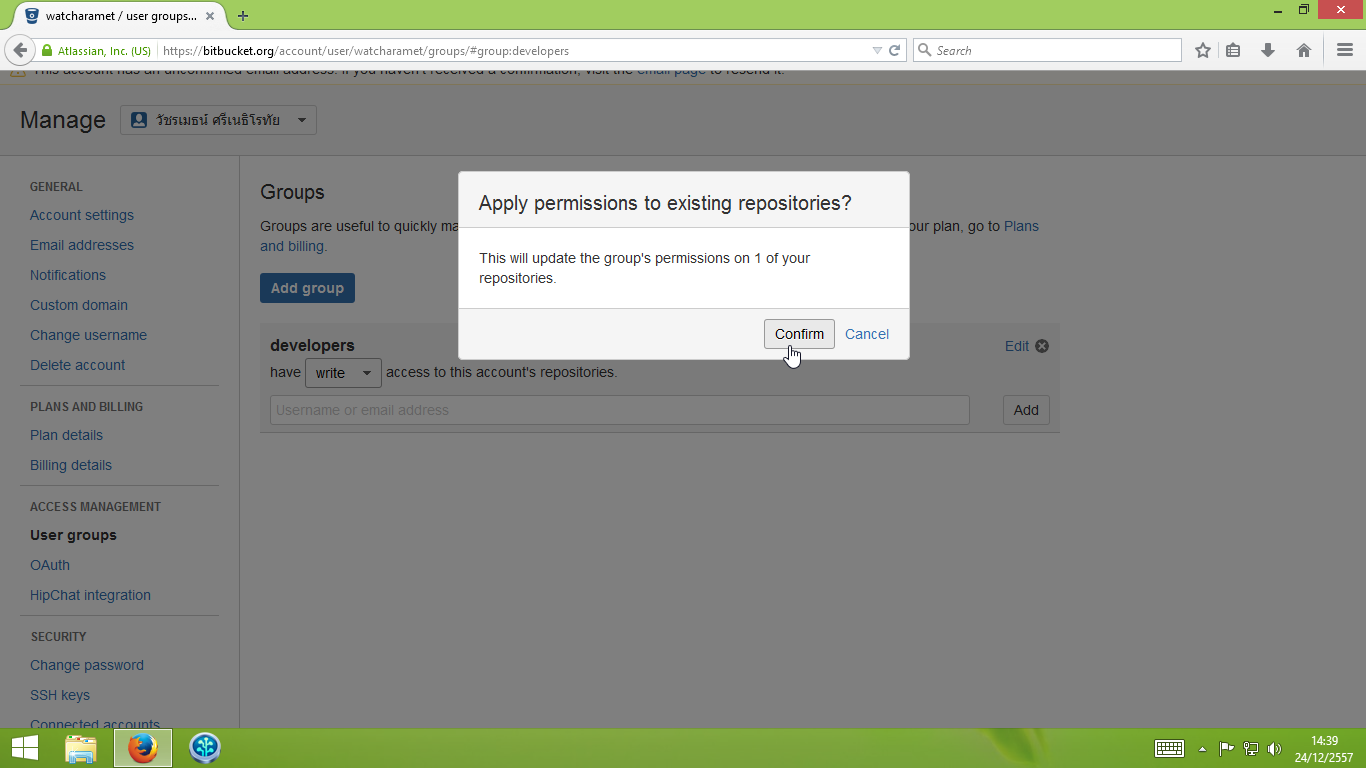 watcharamet / user groups...
Atlassian, Inc. (US)
https://bitbucket.org/account/user/watcharamet/groups/#group:developers
Search
This account has an unconfirmed email address. If you haven't received a confirmation, visit the email page to resend it.
Manage
วัชรเมธน์ ศรีเนธิโรทัย
GENERAL
Account settings
Email addresses
Notifications
Custom domain
Change username
Delete account
PLANS AND BILLING
Plan details
Billing details
ACCESS MANAGEMENT
User groups
OAuth
HipChat integration
SECURITY
Change password
SSH keys
Connected accounts
Groups
Groups are useful to quickly ma
our plan, go to Plans
and billing.
Add group
developers
Edit
have write access to this account's repositories.
Username or email address
Add
Apply permissions to existing repositories?
This will update the group's permissions on 1 of your
repositories.
Confirm
Cancel
14:39
24/12/2557